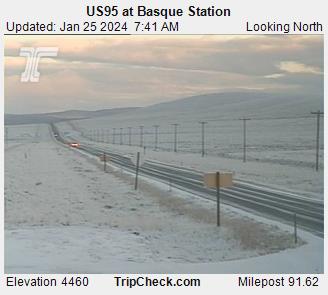 US95 at Basque Station
Updated: Jan 25 2024 7:41 AM Looking North
Elevation 4460 TripCheck.com Milepost 91.62